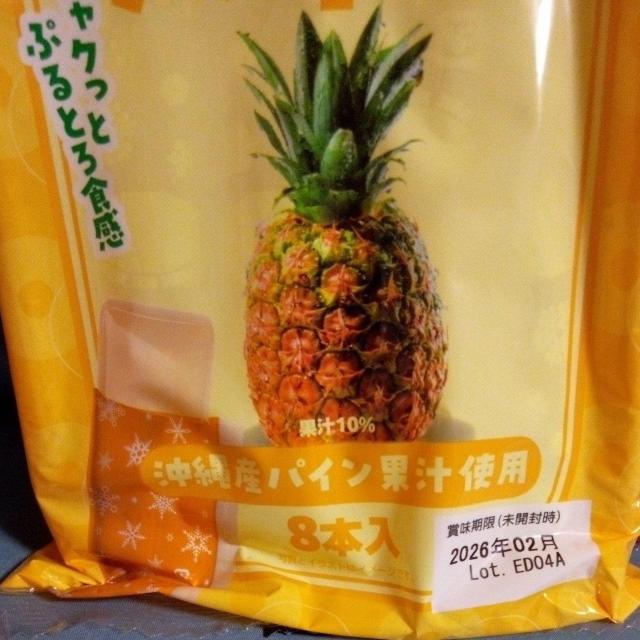 ャクっと
ぷるとろ食感
果汁10%
沖縄産パイン果汁使用
8本入
賞味期限(未開封時)
2026年02月
Lot. ED04A